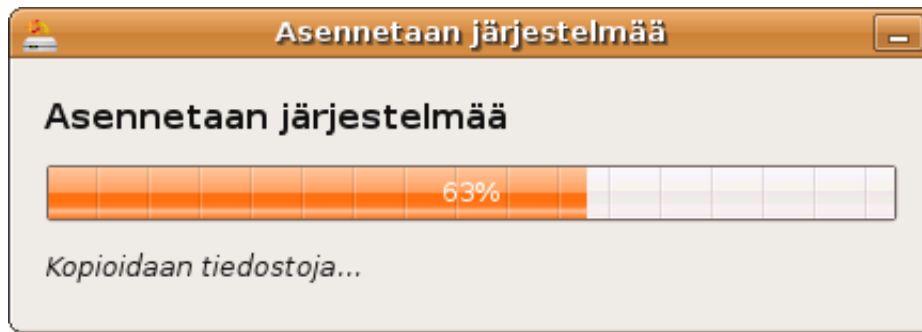 Asennetaan järjestelmää
Asennetaan järjestelmää
63%
Kopioidaan tiedostoja...